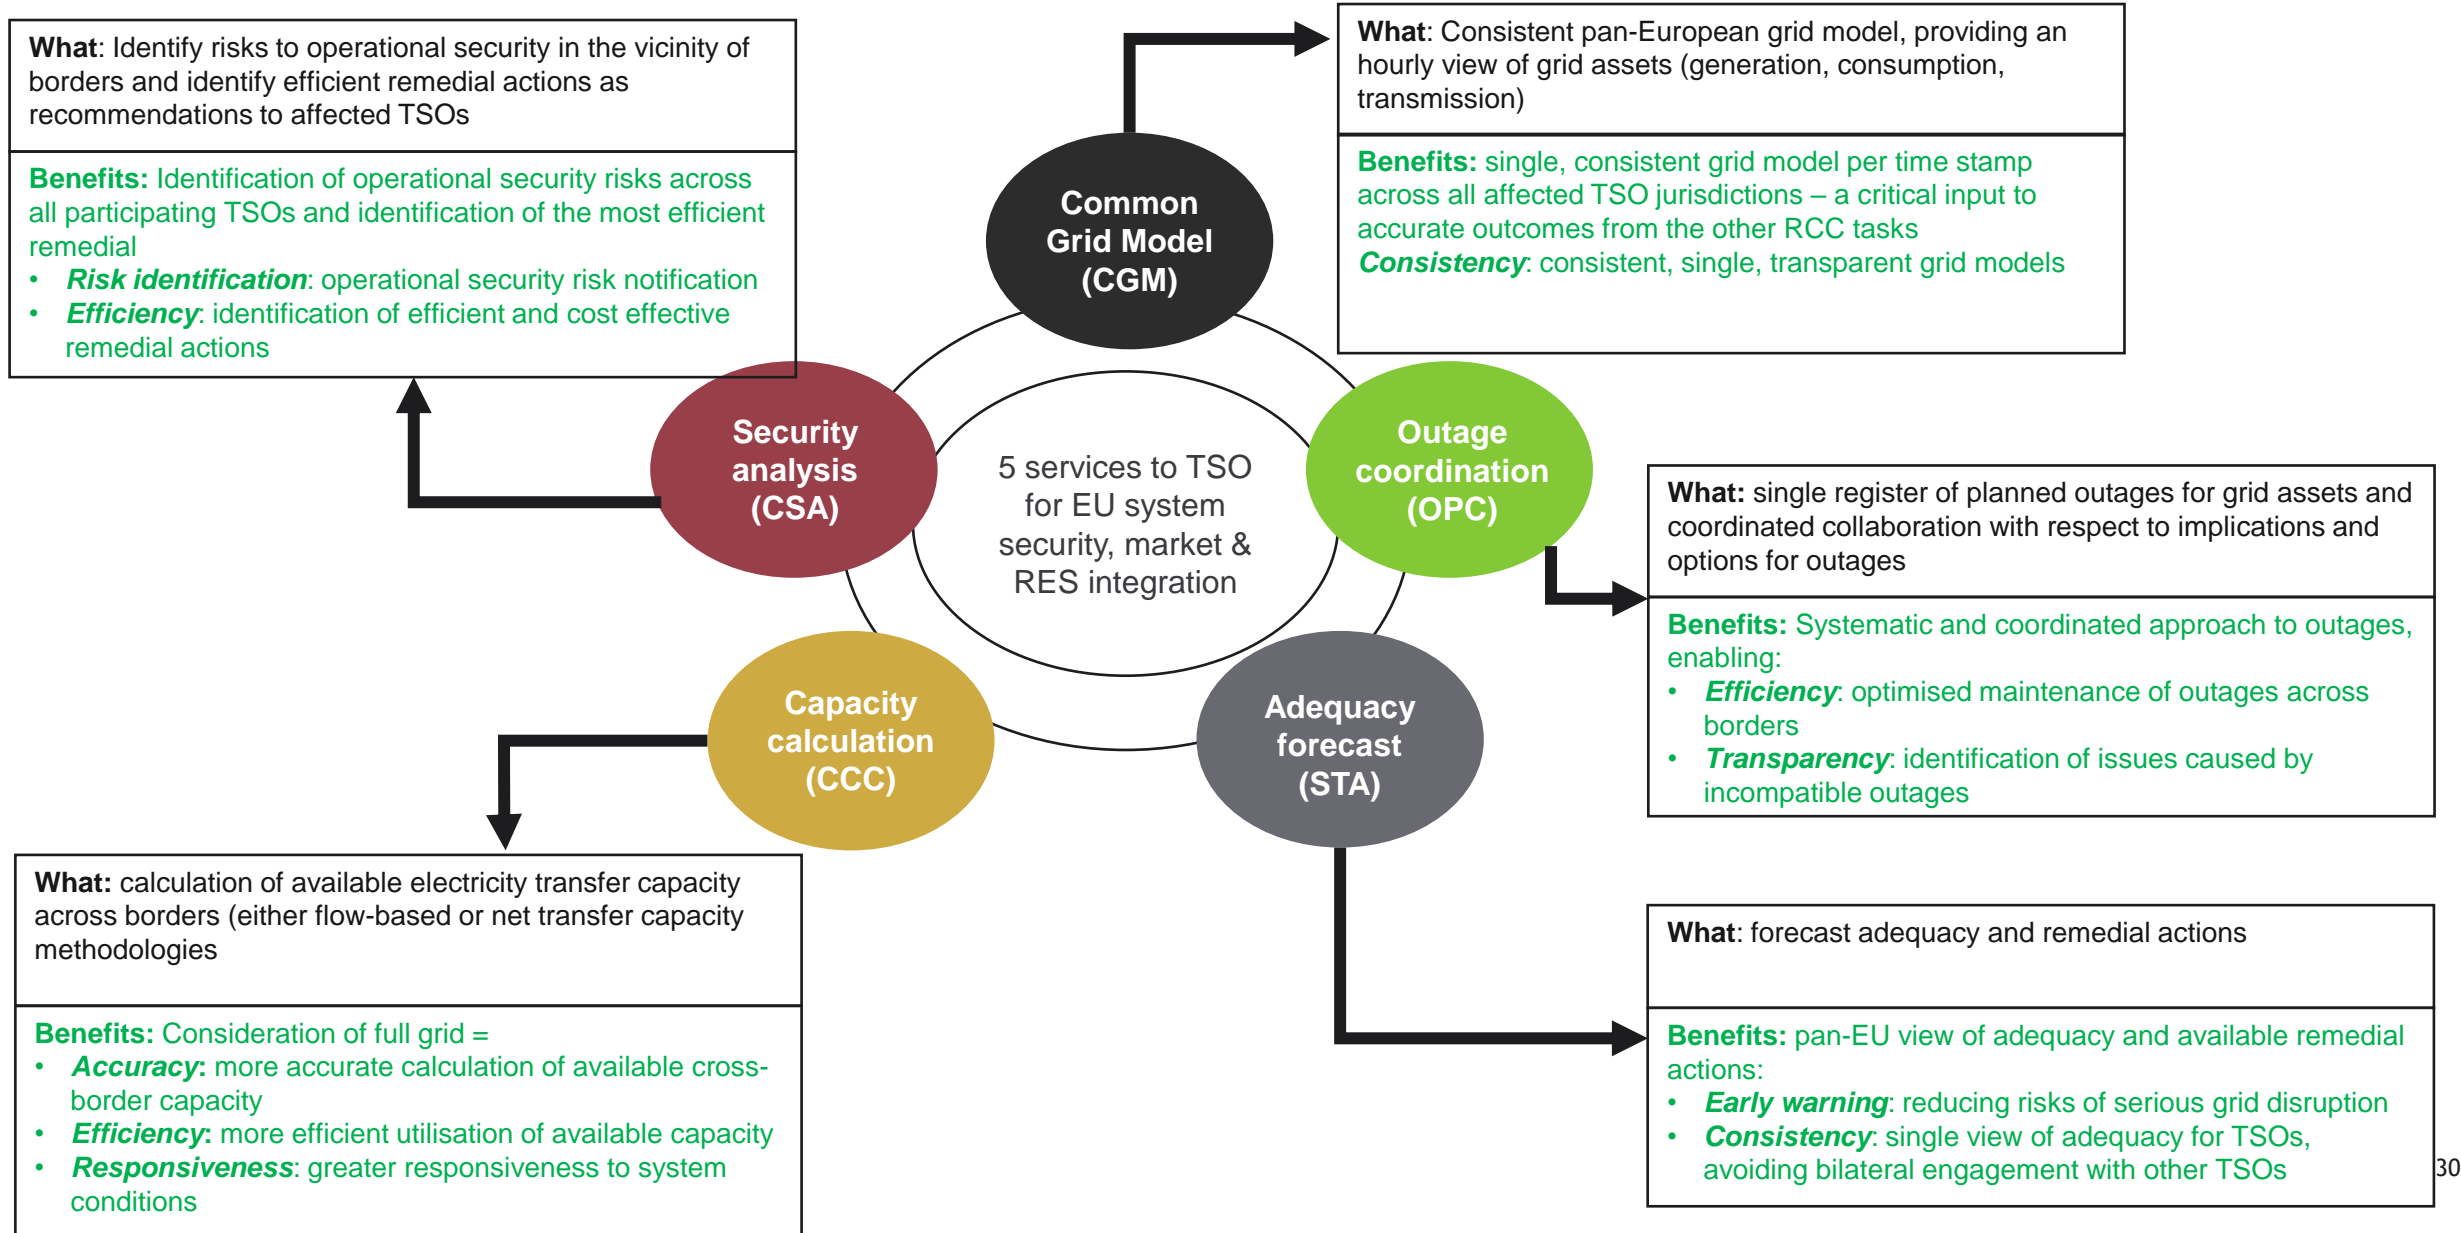 What: Identify risks to operational security in the vicinity of
borders and identify efficient remedial actions as
recommendations to affected TSOs
Benefits: Identification of operational security risks across
all participating TSOs and identification of the most efficient
remedial
• Risk identification: operational security risk notification
• Efficiency: identification of efficient and cost effective
remedial actions
What: Consistent pan-European grid model, providing an
hourly view of grid assets (generation, consumption,
transmission)
Benefits: single, consistent grid model per time stamp
across all affected TSO jurisdictions – a critical input to
accurate outcomes from the other RCC tasks
Consistency: consistent, single, transparent grid models
Common
Grid Model
(CGM)
Security
analysis
(CSA)
5 services to TSO
for EU system
security, market &
RES integration
Outage
coordination
(OPC)
What: single register of planned outages for grid assets and
coordinated collaboration with respect to implications and
options for outages
Benefits: Systematic and coordinated approach to outages,
enabling:
• Efficiency: optimised maintenance of outages across
borders
• Transparency: identification of issues caused by
incompatible outages
Capacity
calculation
(CCC)
Adequacy
forecast
(STA)
What: calculation of available electricity transfer capacity
across borders (either flow-based or net transfer capacity
methodologies
Benefits: Consideration of full grid =
• Accuracy: more accurate calculation of available cross-
border capacity
• Efficiency: more efficient utilisation of available capacity
• Responsiveness: greater responsiveness to system
conditions
What: forecast adequacy and remedial actions
Benefits: pan-EU view of adequacy and available remedial
actions:
• Early warning: reducing risks of serious grid disruption
• Consistency: single view of adequacy for TSOs,
avoiding bilateral engagement with other TSOs
30